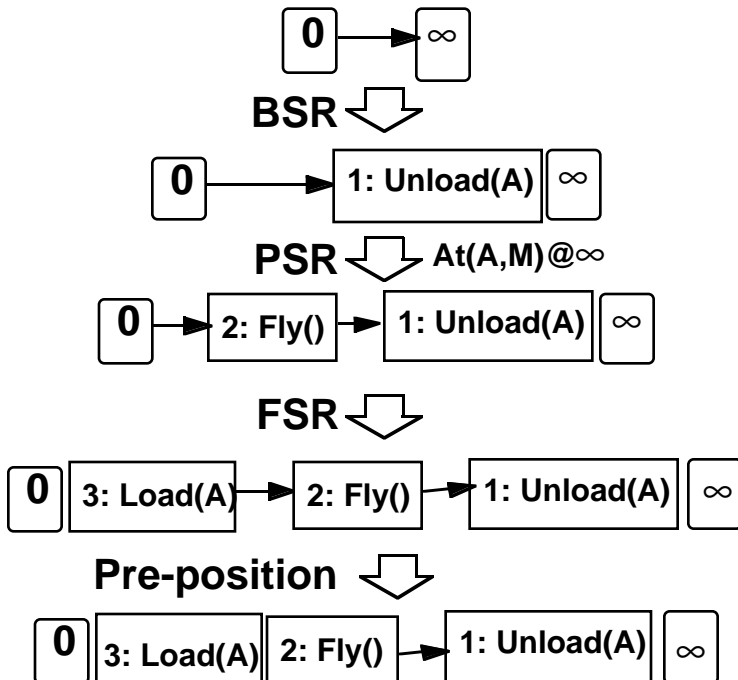 0 ∞
BSR
0 1: Unload(A) ∞
PSR At(A,M)@∞
0 2: Fly() 1: Unload(A) ∞
FSR
0 3: Load(A) 2: Fly() 1: Unload(A) ∞
Pre-position
0 3: Load(A) 2: Fly() 1: Unload(A) ∞